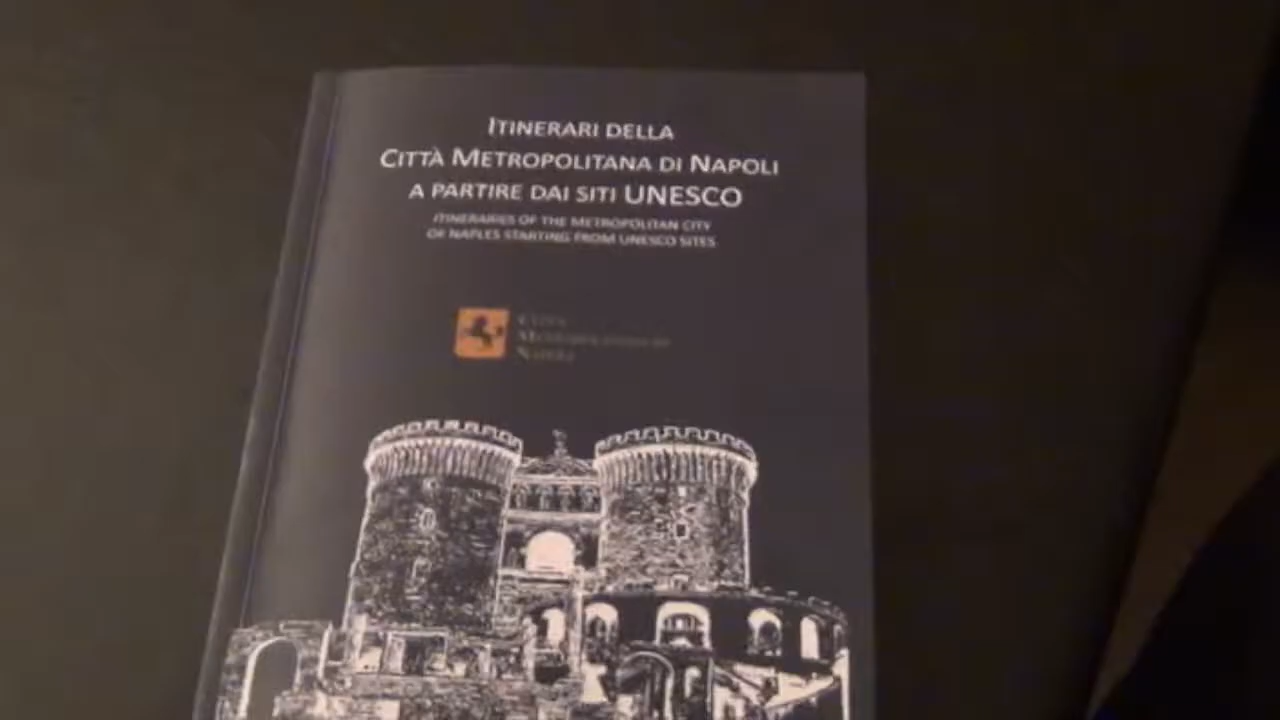 ITINERARI DELLA
CITTÀ METROPOLITANA DI NAPOLI
A PARTIRE DAI SITI UNESCO
ITINERARIES OF THE METROPOLITAN CITY
OF NAPLES STARTING FROM UNESCO SITES